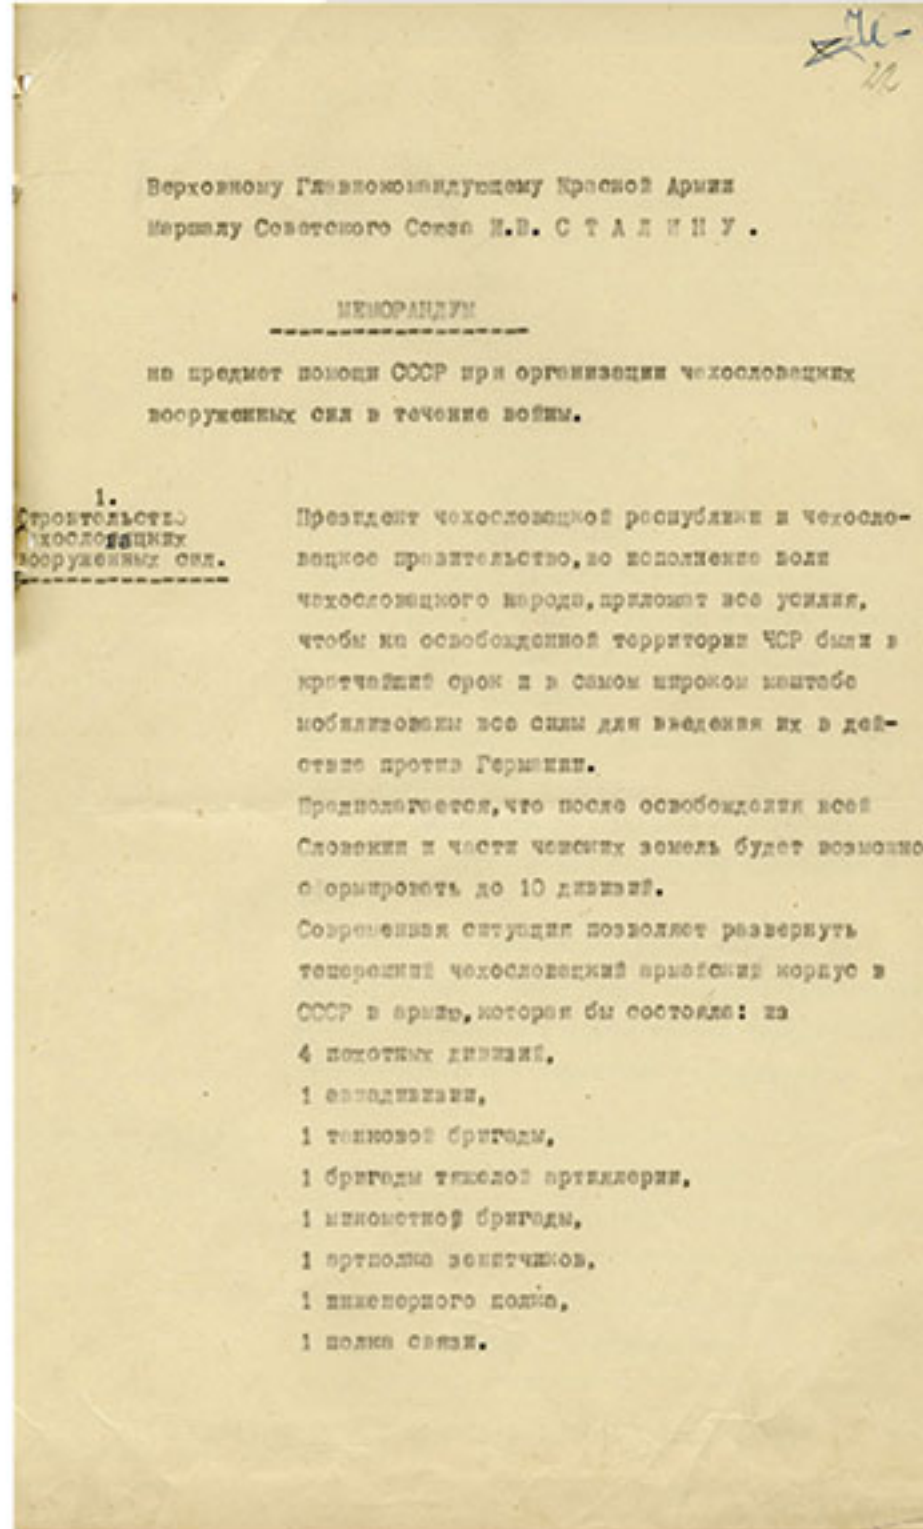 22
Верховному Главнокомандующему Красной Армии
Маршалу Советского Союза И.В. С Т А Л И Н У .
МЕМОРАНДУМ
на предмет помощи СССР при организации чехословацких
вооруженных сил в течение войны.
1.
Строительство
чехословацких
вооруженных сил.
Президент чехословацкой республики и чехосло-
вацкое правительство,во исполнение воли
чехословацкого народа,приложат все усилия,
чтобы на освобожденной территории ЧСР были в
кратчайший срок и в самом широком маштабе
мобилизованы все силы для введения их в дей-
ствие против Германии.
Предполагается,что после освобождения всей
Словакии и части чешских земель будет возможно
сформировать до 10 дивизий.
Современная ситуация позволяет развернуть
теперешний чехословацкий армейский корпус в
СССР в армию,которая бы состояла: из
4 пехотных дивизий,
1 авиадивизии,
1 танковой бригады,
1 бригады тяжелой артиллерии,
1 минометной бригады,
1 артполка зенитчиков,
1 инженерного полка,
1 полка связи.